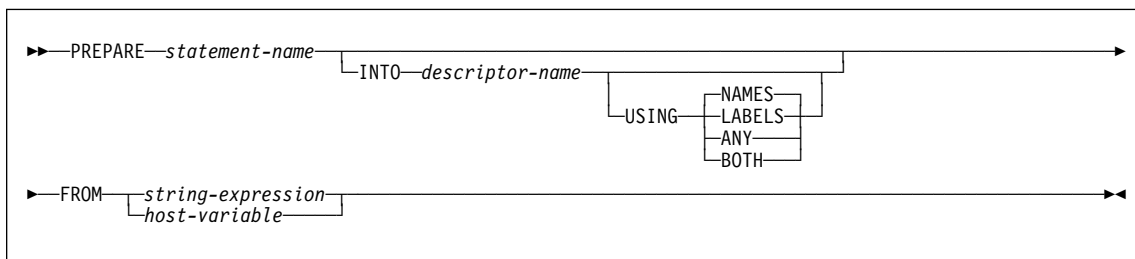 PREPARE statement-name
INTO descriptor-name
NAMES
USING LABELS
ANY
BOTH
FROM string-expression
host-variable